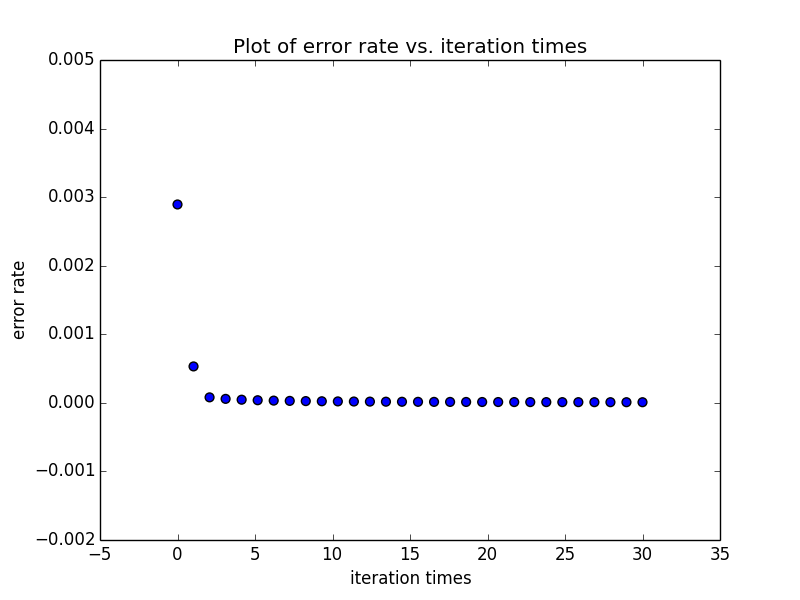 Plot of error rate vs. iteration times
0.005
0.004
0.003
0.002
0.001
0.000
−0.001
−0.002
error rate
−5 0 5 10 15 20 25 30 35
iteration times